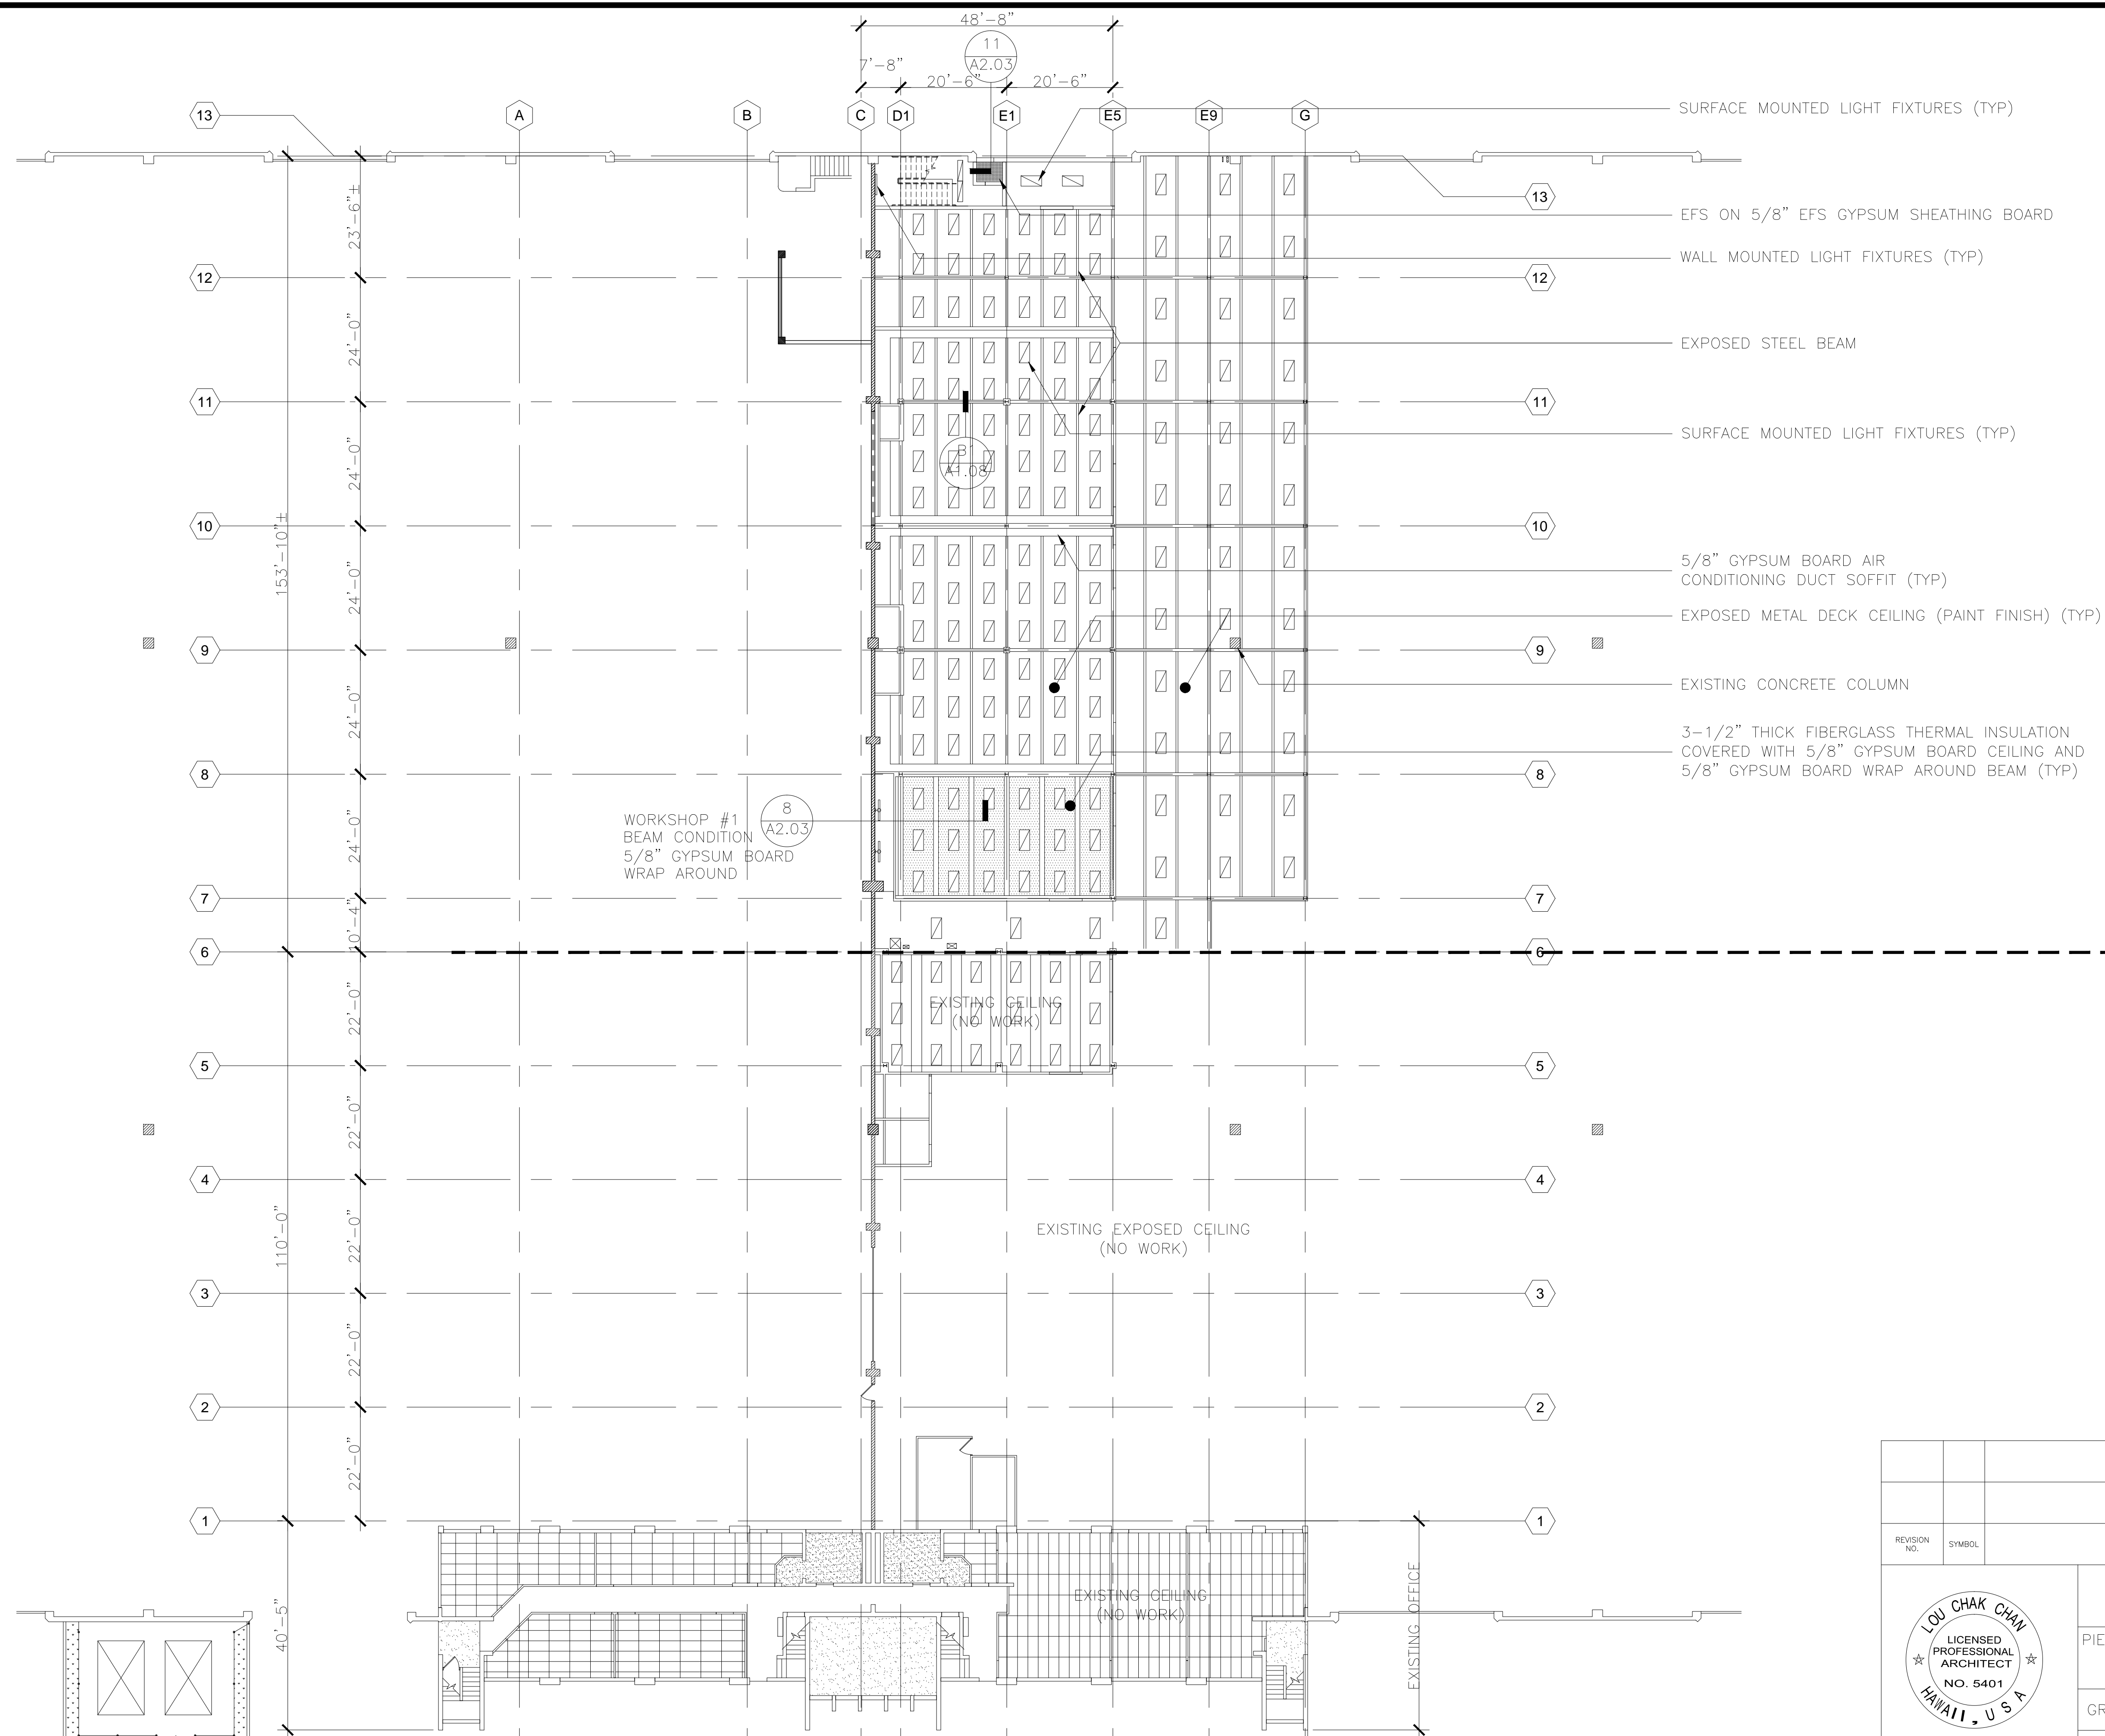 48'-8"
11
A2.03
7'-8"
20'-6"
20'-6"
13
A
B
C
D1
E1
E5
E9
G
SURFACE MOUNTED LIGHT FIXTURES (TYP)
13
EFS ON 5/8" EFS GYPSUM SHEATHING BOARD
23'-6"±
WALL MOUNTED LIGHT FIXTURES (TYP)
12
12
24'-0"
EXPOSED STEEL BEAM
11
11
SURFACE MOUNTED LIGHT FIXTURES (TYP)
B1
A1.08
24'-0"
10
10
153'-10"±
5/8" GYPSUM BOARD AIR
CONDITIONING DUCT SOFFIT (TYP)
24'-0"
EXPOSED METAL DECK CEILING (PAINT FINISH) (TYP)
9
9
EXISTING CONCRETE COLUMN
24'-0"
3-1/2" THICK FIBERGLASS THERMAL INSULATION
COVERED WITH 5/8" GYPSUM BOARD CEILING AND
5/8" GYPSUM BOARD WRAP AROUND BEAM (TYP)
8
8
8
A2.03
WORKSHOP #1
BEAM CONDITION
5/8" GYPSUM BOARD
WRAP AROUND
24'-0"
7
7
10'-4"
6
6
22'-0"
EXISTING CEILING
(NO WORK)
5
5
22'-0"
4
4
110'-0"
22'-0"
EXISTING EXPOSED CEILING
(NO WORK)
3
3
22'-0"
2
2
22'-0"
1
1
REVISION
NO.
SYMBOL
40'-5"
EXISTING CEILING
(NO WORK)
EXISTING OFFICE
LOU CHAK CHAN
LICENSED
PROFESSIONAL
ARCHITECT
NO. 5401
HAWAII, U S A
PIE
GR